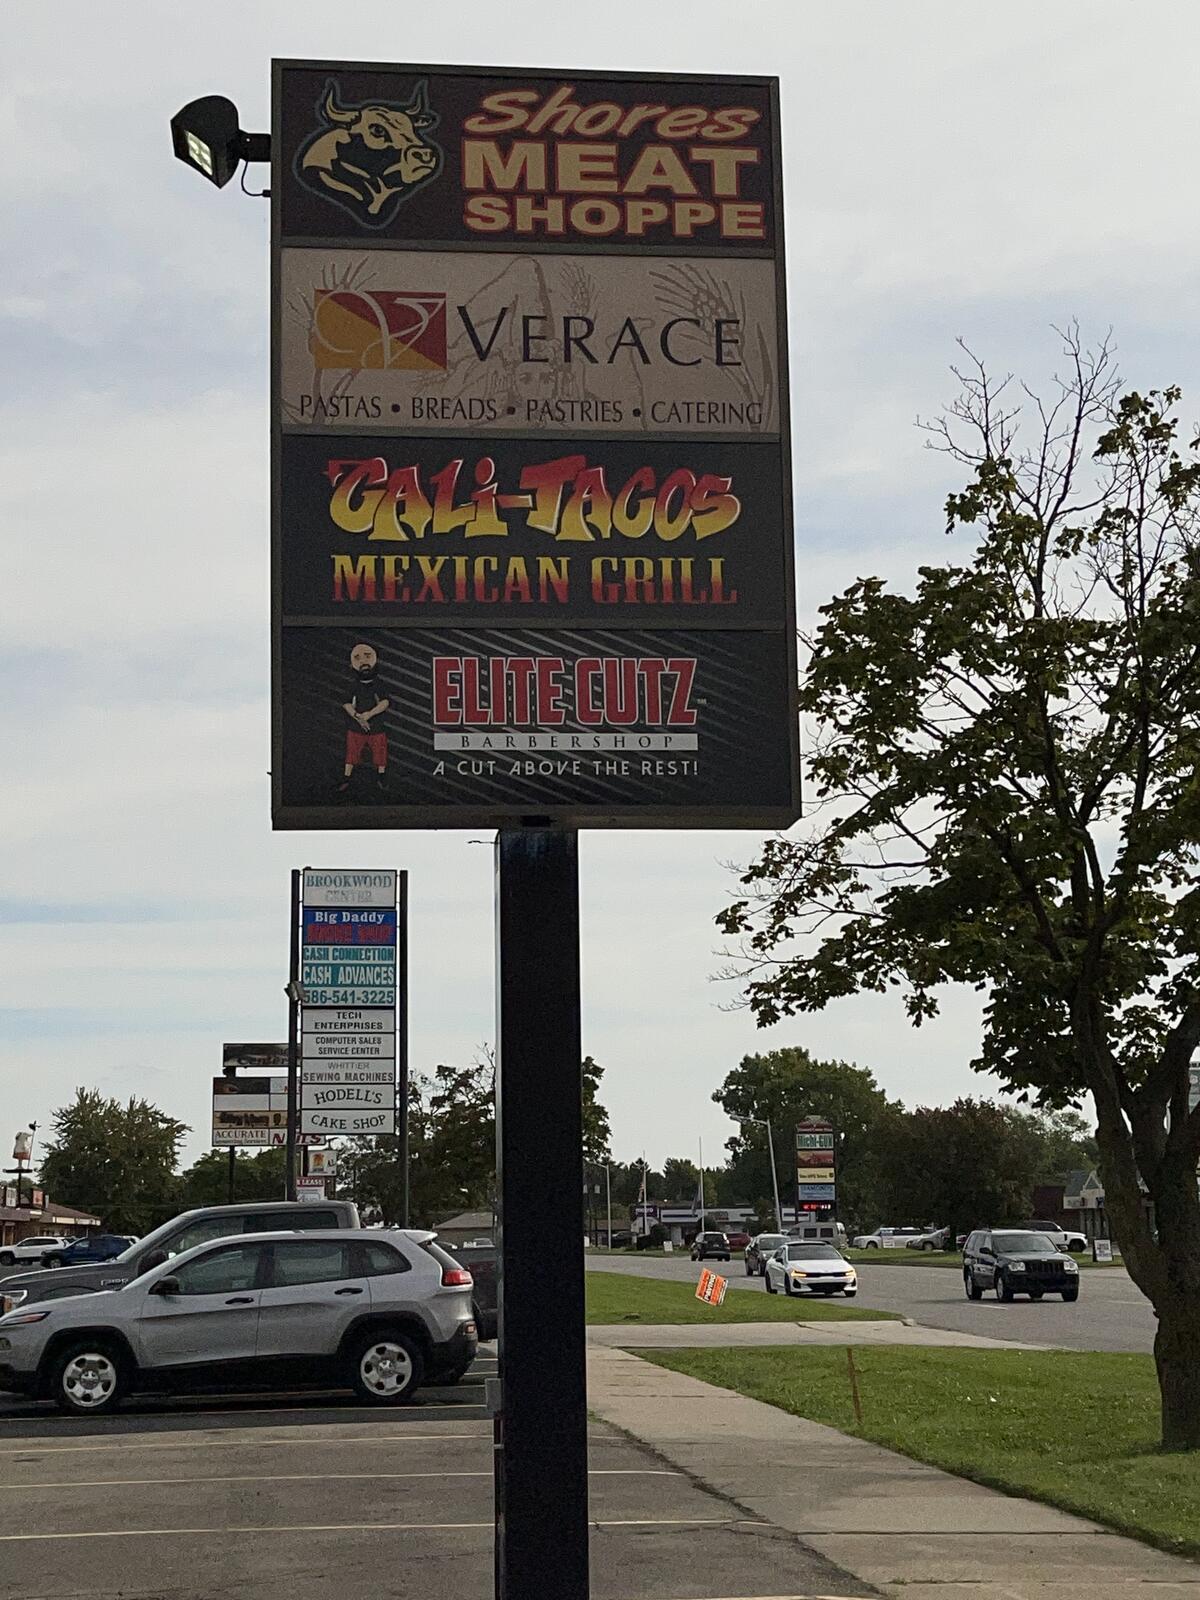 Shores
MEAT
SHOPPE
VERACE
PASTAS • BREADS • PASTRIES • CATERING
CALi-TACOS
MEXICAN GRILL
ELITE CUTZ
BARBERSHOP
A CUT ABOVE THE REST!
BROOKWOOD
CENTER
Big Daddy
CASH CONNECTION
CASH ADVANCES
586-541-3225
TECH
ENTERPRISES
COMPUTER SALES
SERVICE CENTER
WHITTIER
SEWING MACHINES
HODELL'S
CAKE SHOP
ACCURATE
NUTS
LEASE